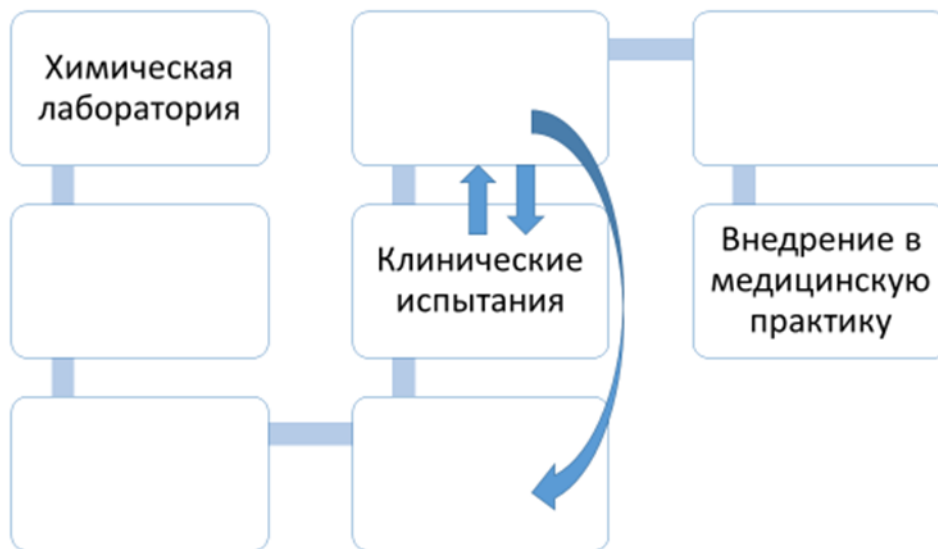 Химическая
лаборатория
Клинические
испытания
Внедрение в
медицинскую
практику